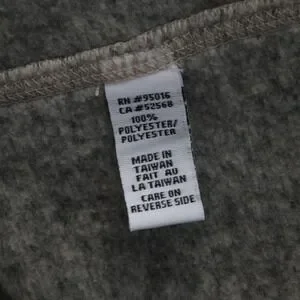 RN #95016
CA #52568
100%
POLYESTER/
POLYESTER
MADE IN
TAIWAN
FAIT AU
LA TAIWAN
CARE ON
REVERSE SIDE